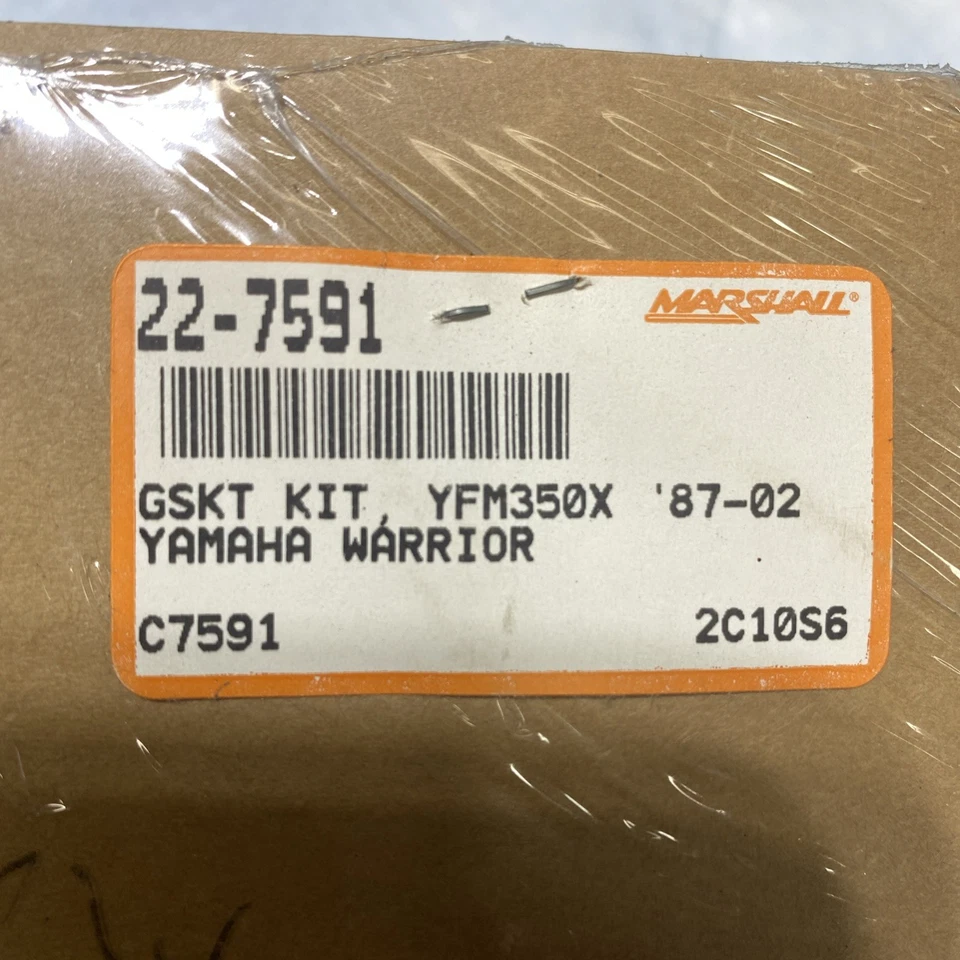 22-7591
MARSHALL®
GSKT KIT, YFM350X '87-02
YAMAHA WARRIOR
C7591
2C10S6